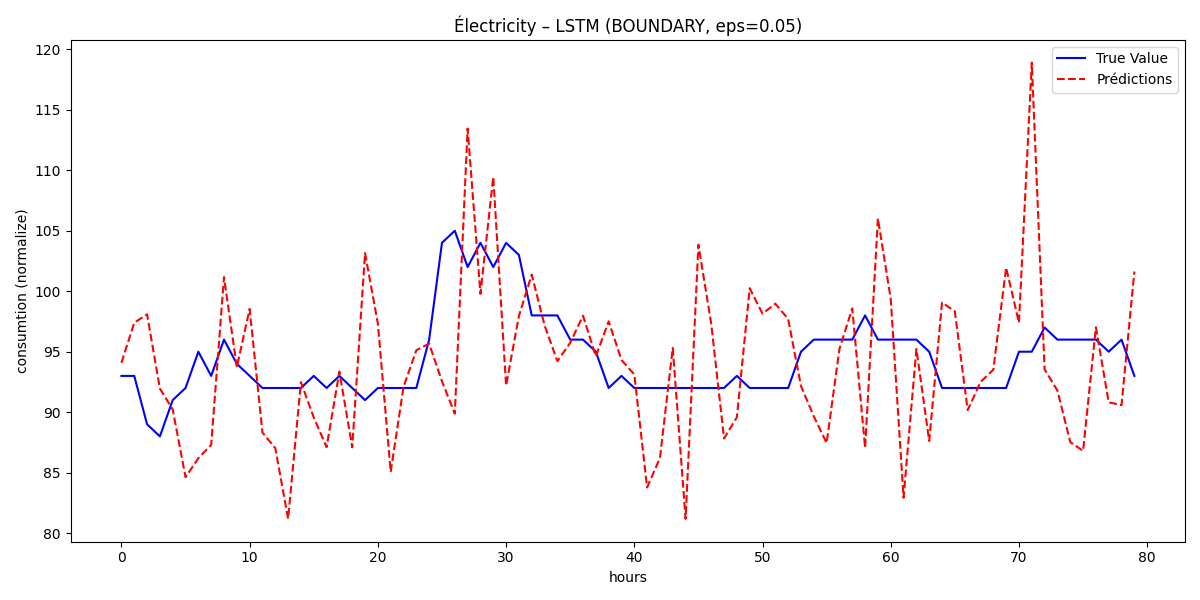 Électricity – LSTM (BOUNDARY, eps=0.05)
True Value
Prédictions
consumtion (normalize)
120
115
110
105
100
95
90
85
80
0 10 20 30 40 50 60 70 80
hours